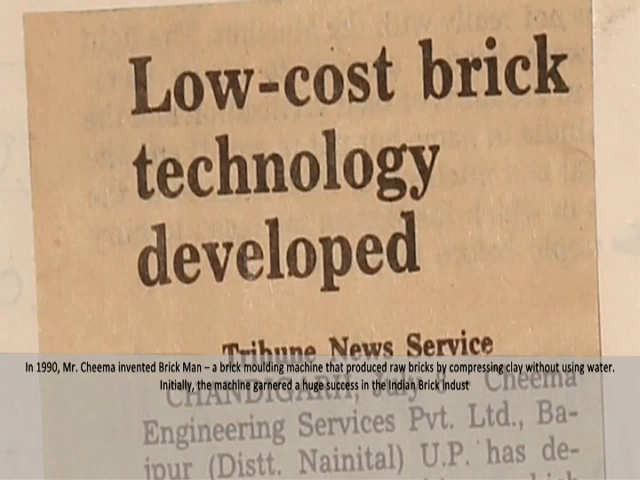 Low-cost brick
technology
developed
Tribune News Service
In 1990, Mr. Cheema invented Brick Man – a brick moulding machine that produced raw bricks by compressing clay without using water.
Initially, the machine garnered a huge success in the Indian Brick indust
CHANDIGARH, July Cheema
Engineering Services Pvt. Ltd., Ba-
jpur (Distt. Nainital) U.P. has de-